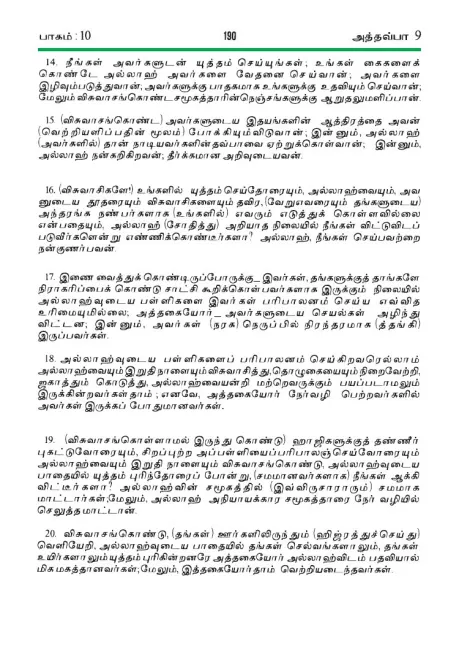 பாகம் : 10 190 அத்தவ்பா 9
14. நீங்கள் அவர்களுடன் யுத்தம் செய்யுங்கள்; உங்கள் கைகளைக்
கொண்டே அல்லாஹ் அவர்களை வேதனை செய்வான்; அவர்களை
இழிவும்படுத்துவான்; அவர்களுக்கு பாதகமாக உங்களுக்கு உதவியும் செய்வான்;
மேலும் விசுவாசங்கொண்ட சமூகத்தாரின்நெஞ்சங்களுக்கு ஆறுதலுமளிப்பான்.
15. (விசுவாசங்கொண்ட) அவர்களுடைய இதயங்களின் ஆத்திரத்தை அவன்
(வெற்றியளிப்பதின் மூலம்) போக்கியும்விடுவான்; இன்னும், அல்லாஹ்
(அவர்களில்) தான் நாடியவர்களின்தவ்பாவை ஏற்றுக்கொள்வான்; இன்னும்,
அல்லாஹ் நன்கறிகிறவன்; தீர்க்கமான அறிவுடையவன்.
16. (விசுவாசிகளே!) உங்களில் யுத்தம்செய்தோரையும், அல்லாஹ்வையும், அவ
னுடைய தூதரையும் விசுவாசிகளையும் தவிர, (வேறுஎவரையும் தங்களுடைய)
அந்தரங்க நண்பர்களாக (உங்களில்) எவரும் எடுத்துக் கொள்ளவில்லை
என்பதையும், அல்லாஹ் (சோதித்து) அறியாத நிலையில் நீங்கள் விட்டுவிடப்
படுவீர்களென்று எண்ணிக்கொண்டீர்களா? அல்லாஹ், நீங்கள் செய்பவற்றை
நன்குணர்பவன்.
17. இணை வைத்துக் கொண்டிருப்போருக்கு_ இவர்கள், தங்களுக்குத் தாங்களே
நிராகரிப்பைக் கொண்டு சாட்சி கூறிக்கொள்பவர்களாக இருக்கும் நிலையில்
அல்லாஹ்வுடைய பள்ளிகளை இவர்கள் பரிபாலனம் செய்ய எவ்வித
உரிமையுமில்லை; அத்தகையோர்_ அவர்களுடைய செயல்கள் அழிந்து
விட்டன; இன்னும், அவர்கள் (நரக) நெருப்பில் நிரந்தரமாக (த்தங்கி)
இருப்பவர்கள்.
18. அல்லாஹ்வுடைய பள்ளிகளைப் பரிபாலனம் செய்கிறவரெல்லாம்
அல்லாஹ்வையும் இறுதி நாளையும் விசுவாசித்து,தொழுகையையும் நிறைவேற்றி,
ஜகாத்தும் கொடுத்து, அல்லாஹ்வையன்றி மற்றெவருக்கும் பயப்படாமலும்
இருக்கின்றவர்கள்தாம் ; எனவே, அத்தகையோர் நேர்வழி பெற்றவர்களில்
அவர்கள் இருக்கப் போதுமானவர்கள்.
19. (விசுவாசங்கொள்ளாமல் இருந்து கொண்டு) ஹாஜிகளுக்குத் தண்ணீர்
புகட்டுவோரையும், சிறப்புற்ற அப்பள்ளியைப்பரிபாலஞ்செய்வோரையும்
அல்லாஹ்வையும் இறுதி நாளையும் விசுவாசங்கொண்டு, அல்லாஹ்வுடைய
பாதையில் யுத்தம் புரிந்தோரைப் போன்று, (சமமானவர்களாக) நீங்கள் ஆக்கி
விட்டீர்களா? அல்லாஹ்வின் சமூகத்தில் (இவ்விருசாராரும்) சமமாக
மாட்டார்கள்;மேலும், அல்லாஹ் அநியாயக்கார சமூகத்தாரை நேர் வழியில்
செலுத்தமாட்டான்.
20. விசுவாசங்கொண்டு, (தங்கள்) ஊர்களிலிருந்தும் (ஹிஜ்ரத்துச்செய்து)
வெளியேறி, அல்லாஹ்வுடைய பாதையில் தங்கள் செல்வங்களாலும், தங்கள்
உயிர்களாலும்யுத்தம் புரிகின்றனரே அத்தகையோர் அல்லாஹ்விடம் பதவியால்
மிக மகத்தானவர்கள்;மேலும், இத்தகையோர்தாம் வெற்றியடைந்தவர்கள்.